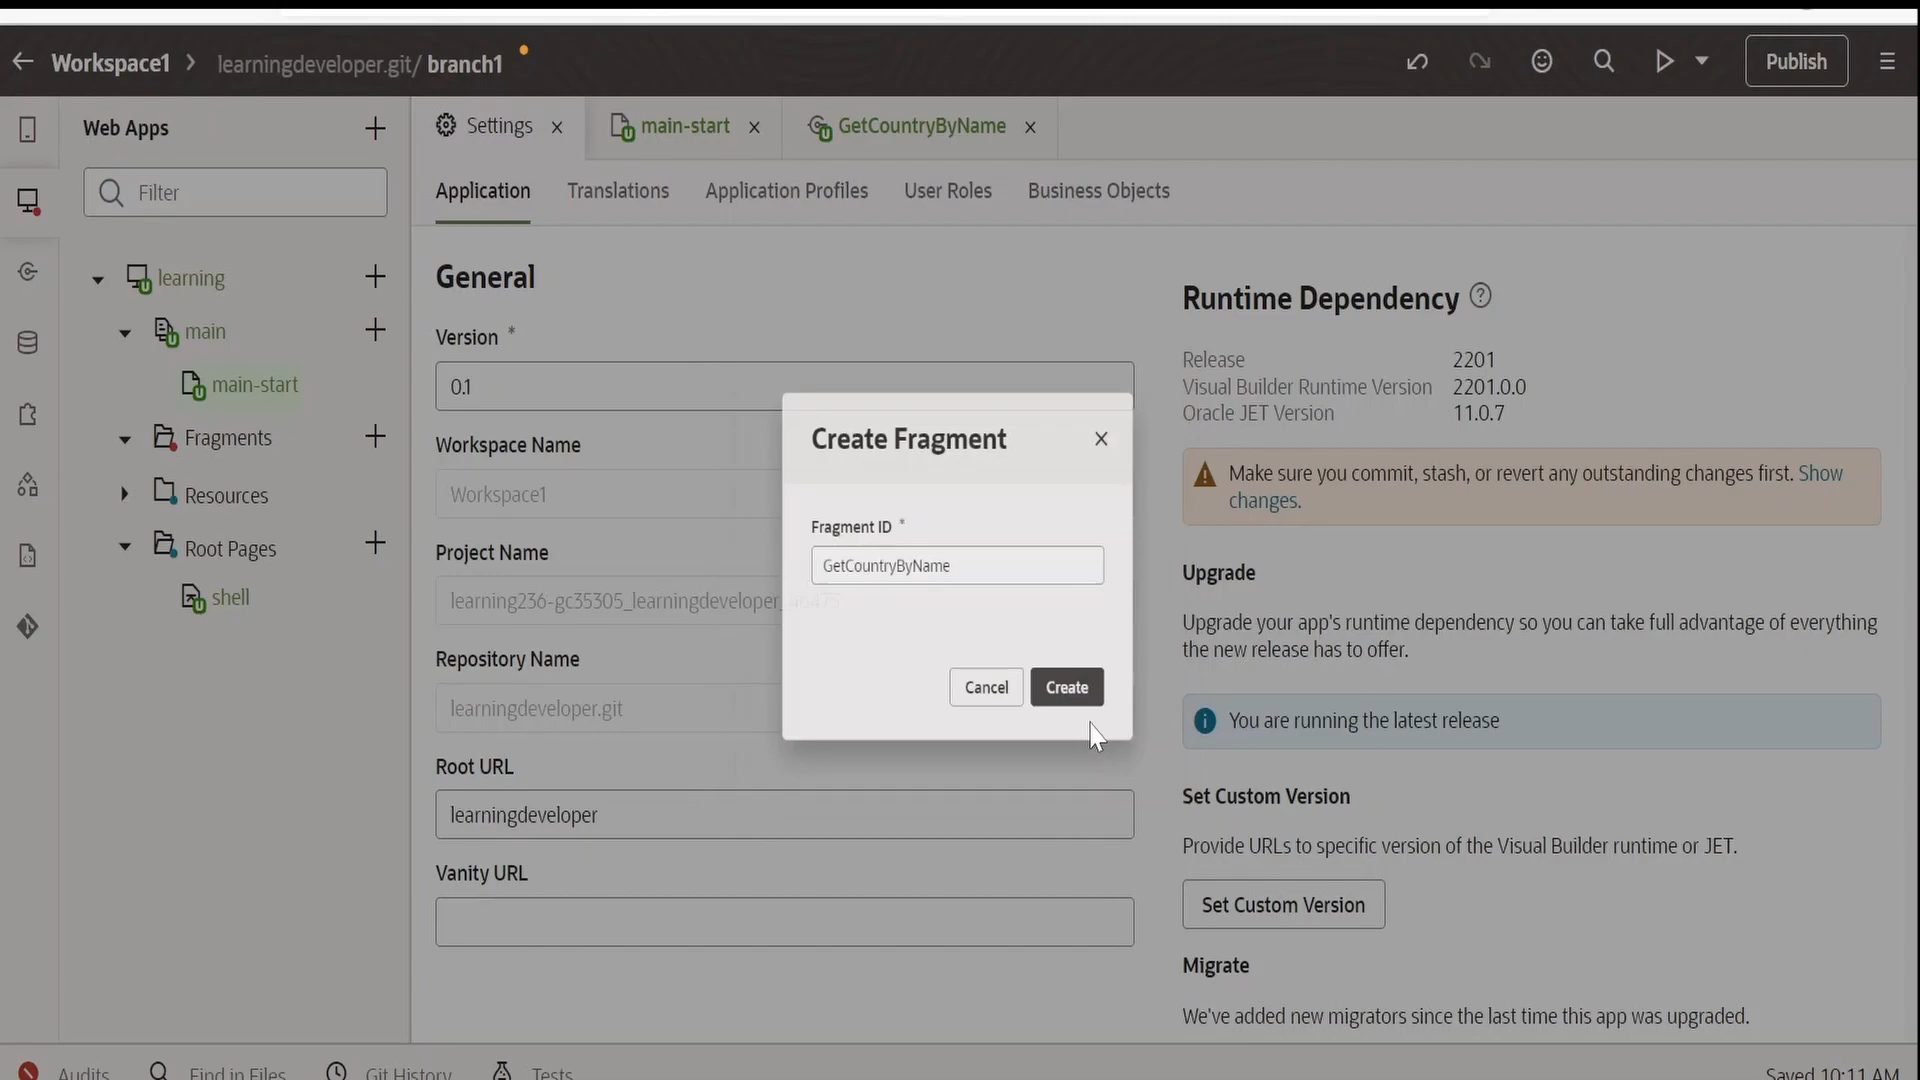 Workspace1 > learningdeveloper.git/ branch1
Publish
Web Apps
Filter
learning
main
main-start
Fragments
Resources
Root Pages
shell
Settings
main-start
GetCountryByName
Application
Translations
Application Profiles
User Roles
Business Objects
General
Version *
0.1
Workspace Name
Workspace1
Project Name
learning236-gc35305_learningdeveloper_
Repository Name
learningdeveloper.git
Root URL
learningdeveloper
Vanity URL
Create Fragment
Fragment ID *
GetCountryByName
Cancel
Create
Runtime Dependency
Release 2201
Visual Builder Runtime Version 2201.0.0
Oracle JET Version 11.0.7
Make sure you commit, stash, or revert any outstanding changes first. Show
changes.
Upgrade
Upgrade your app's runtime dependency so you can take full advantage of everything
the new release has to offer.
You are running the latest release
Set Custom Version
Provide URLs to specific version of the Visual Builder runtime or JET.
Set Custom Version
Migrate
We've added new migrators since the last time this app was upgraded.
Audits
Find in Files
Git History
Tests
Saved 10:11 AM